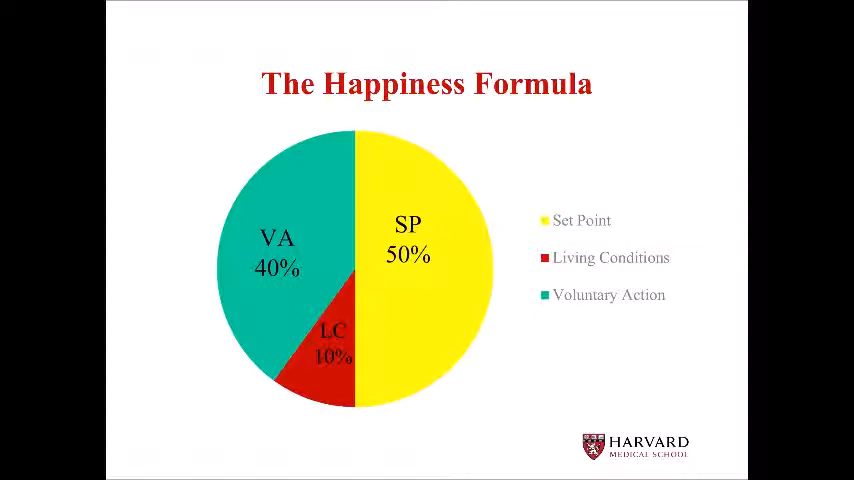 The Happiness Formula
VA
40%
SP
50%
LC
10%
Set Point
Living Conditions
Voluntary Action
HARVARD
MEDICAL SCHOOL